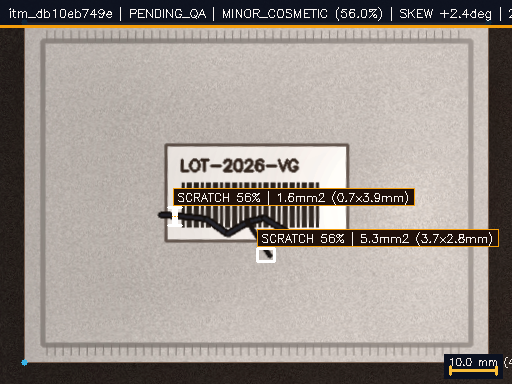 itm_db10eb749e | PENDING_QA | MINOR_COSMETIC (56.0%) | SKEW +2.4deg | 2
LOT-2026-VG
SCRATCH 56% | 1.6mm2 (0.7x3.9mm)
SCRATCH 56% | 5.3mm2 (3.7x2.8mm)
10.0 mm (4